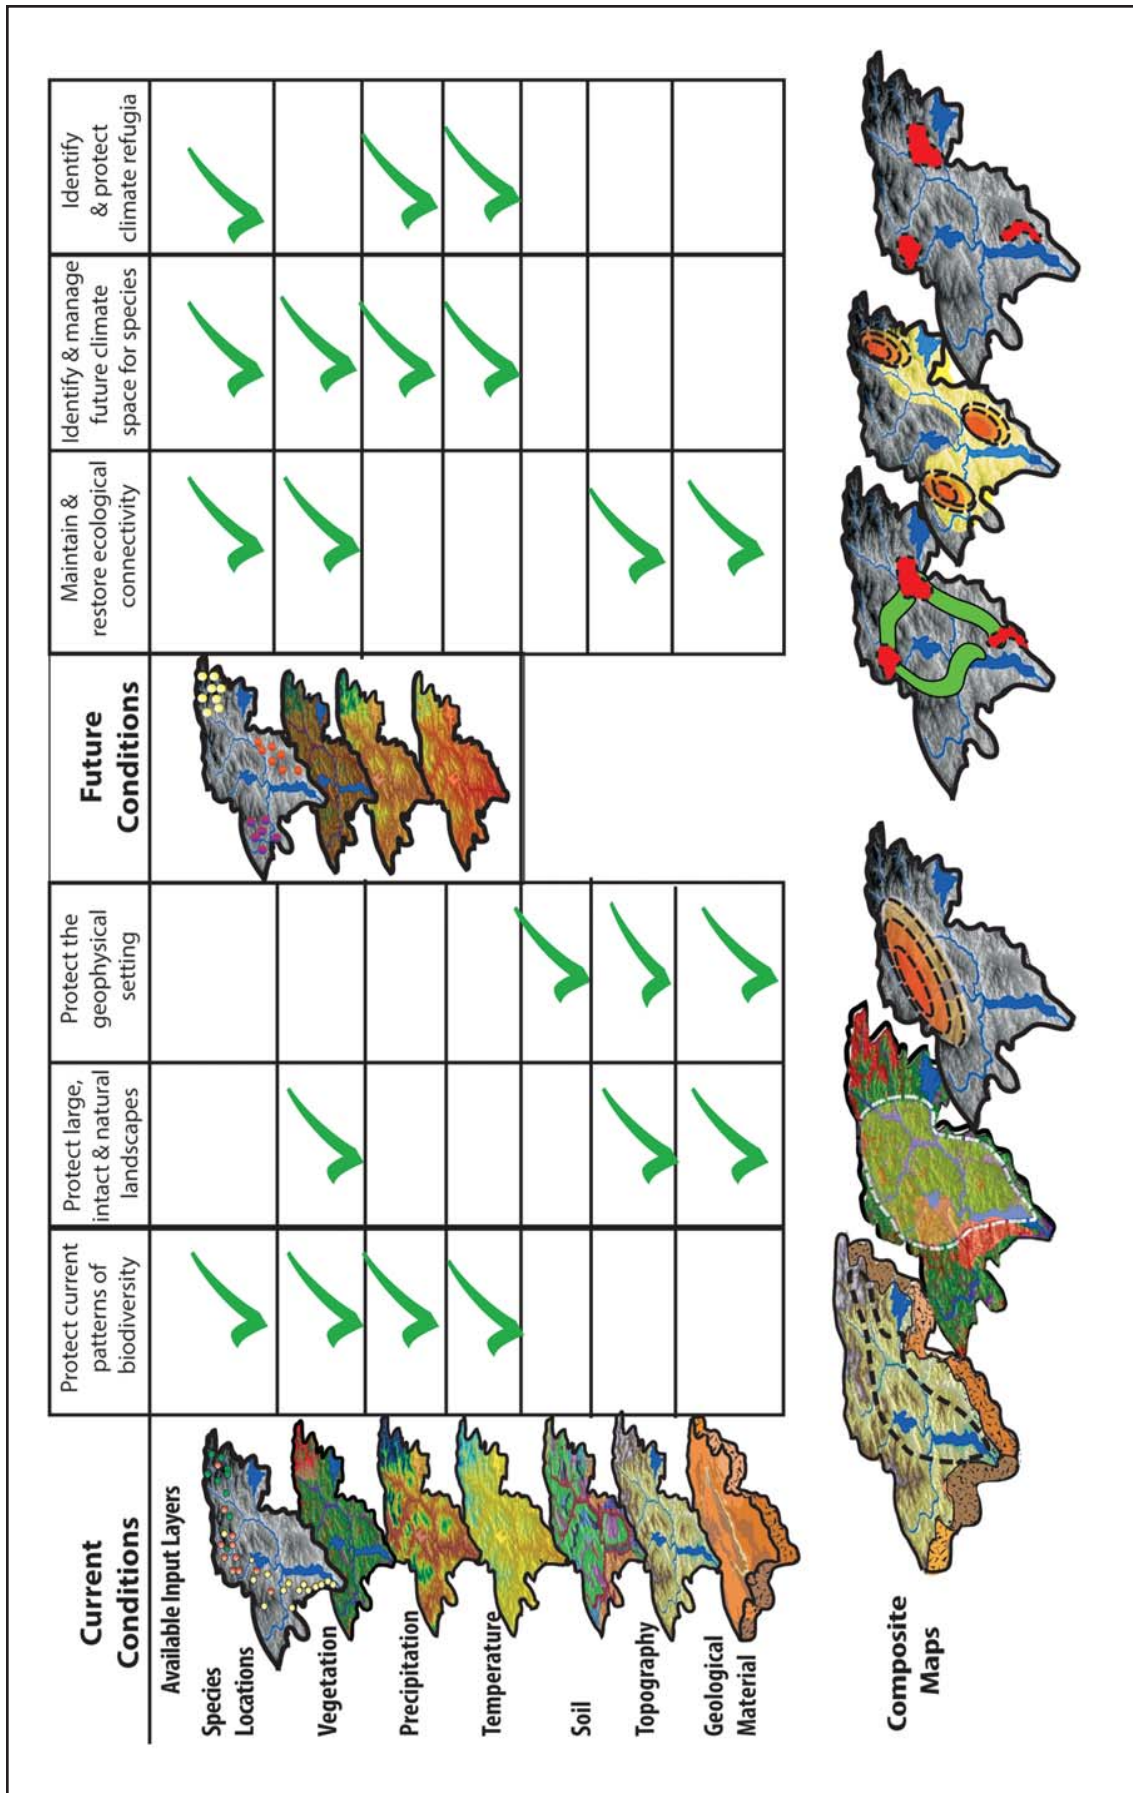 Current
Conditions
Protect current
patterns of
biodiversity
Protect large,
intact & natural
landscapes
Protect the
geophysical
setting
Future
Conditions
Maintain &
restore ecological
connectivity
Identify & manage
future climate
space for species
Identify
& protect
climate refugia
Available Input Layers
Species
Locations
Vegetation
Precipitation
Temperature
Soil
Topography
Geological
Material
Composite
Maps